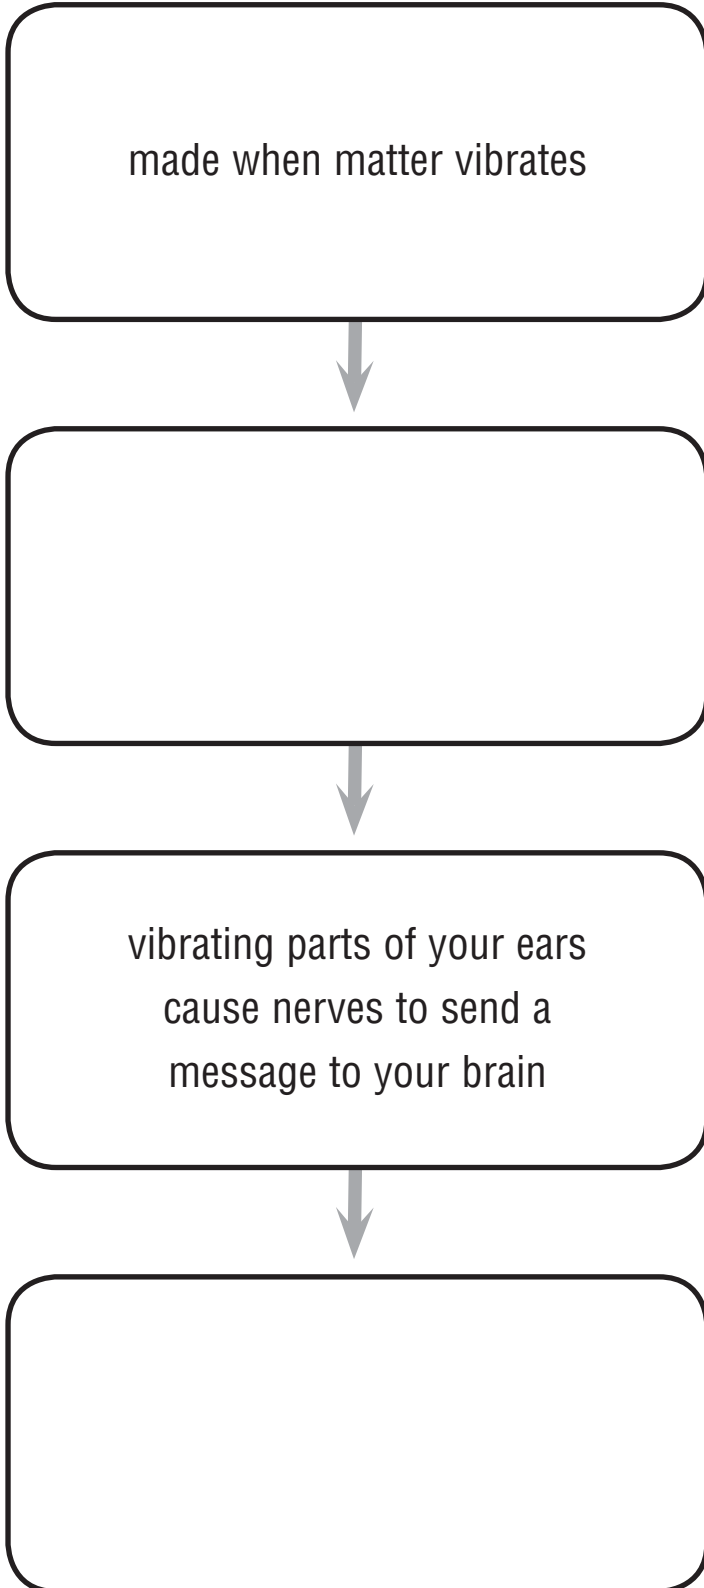 made when matter vibrates
vibrating parts of your ears
cause nerves to send a
message to your brain